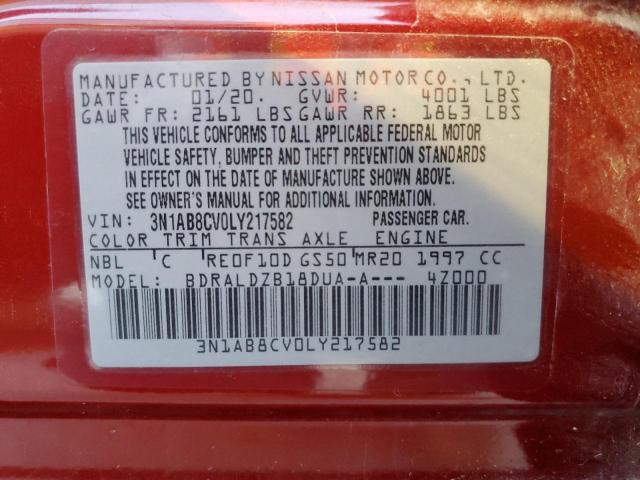 MANUFACTURED BY NISSAN MOTOR CO., LTD.
DATE: 01/20. GVWR: 4001 LBS
GAWR FR: 2161 LBS GAWR RR: 1863 LBS
THIS VEHICLE CONFORMS TO ALL APPLICABLE FEDERAL MOTOR
VEHICLE SAFETY, BUMPER AND THEFT PREVENTION STANDARDS
IN EFFECT ON THE DATE OF MANUFACTURE SHOWN ABOVE.
SEE OWNER'S MANUAL FOR ADDITIONAL INFORMATION.
VIN: 3N1AB8CV0LY217582 PASSENGER CAR.
COLOR TRIM TRANS AXLE ENGINE
NBL C RE0F10D GS50 MR20 1997 CC
MODEL: BDRALDZB18DUA-A--- 4Z000
3N1AB8CV0LY217582